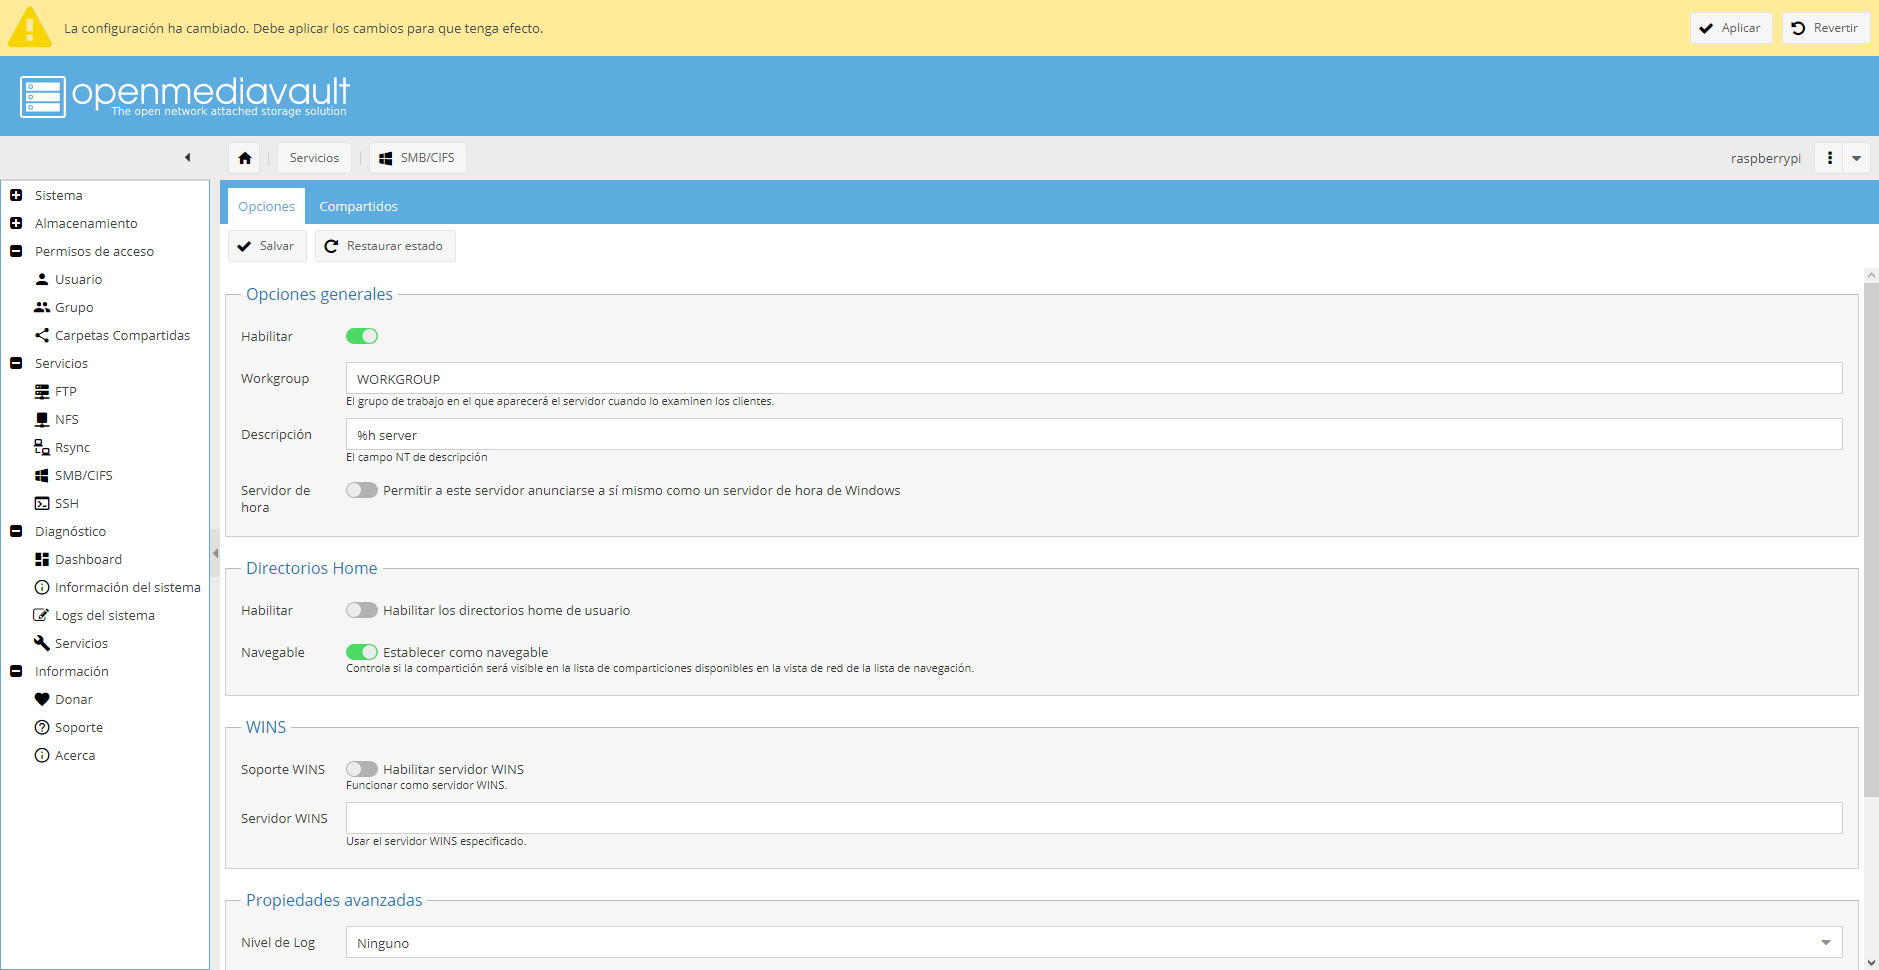 La configuración ha cambiado. Debe aplicar los cambios para que tenga efecto.
Aplicar
Revertir
openmediavault
The open network attached storage solution
Servicios
SMB/CIFS
raspberrypi
Sistema
Almacenamiento
Permisos de acceso
Usuario
Grupo
Carpetas Compartidas
Servicios
FTP
NFS
Rsync
SMB/CIFS
SSH
Diagnóstico
Dashboard
Información del sistema
Logs del sistema
Servicios
Información
Donar
Soporte
Acerca
Opciones
Compartidos
Salvar
Restaurar estado
Opciones generales
Habilitar
Workgroup
WORKGROUP
El grupo de trabajo en el que aparecerá el servidor cuando lo examinen los clientes.
Descripción
%h server
El campo NT de descripción
Servidor de
hora
Permitir a este servidor anunciarse a sí mismo como un servidor de hora de Windows
Directorios Home
Habilitar
Habilitar los directorios home de usuario
Navegable
Establecer como navegable
Controla si la compartición será visible en la lista de comparticiones disponibles en la vista de red de la lista de navegación.
WINS
Soporte WINS
Habilitar servidor WINS
Funcionar como servidor WINS.
Servidor WINS
Usar el servidor WINS especificado.
Propiedades avanzadas
Nivel de Log
Ninguno